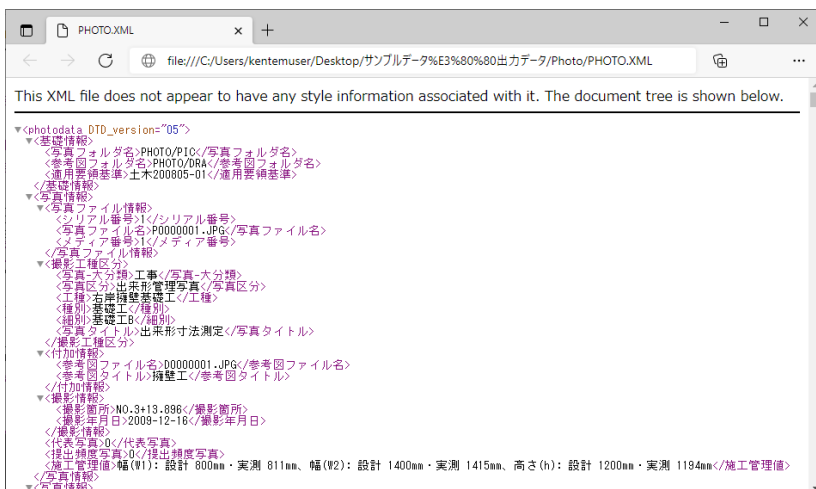 PHOTO.XML
file:///C:/Users/kentemuser/Desktop/サンプルデータ%E3%80%80出力データ/Photo/PHOTO.XML
This XML file does not appear to have any style information associated with it. The document tree is shown below.
▼<photodata DTD_version="05">
▼<基礎情報>
<写真フォルダ名>PHOTO/PIC</写真フォルダ名>
<参考図フォルダ名>PHOTO/DRA</参考図フォルダ名>
<適用要領基準>土木200805-01</適用要領基準>
</基礎情報>
▼<写真情報>
▼<写真ファイル情報>
<シリアル番号>1</シリアル番号>
<写真ファイル名>P0000001.JPG</写真ファイル名>
<メディア番号>1</メディア番号>
</写真ファイル情報>
▼<撮影工種区分>
<写真-大分類>工事</写真-大分類>
<写真区分>出来形管理写真</写真区分>
<工種>右岸擁壁基礎工</工種>
<種別>基礎工</種別>
<細別>基礎工B</細別>
<写真タイトル>出来形寸法測定</写真タイトル>
</撮影工種区分>
▼<付加情報>
<参考図ファイル名>D0000001.JPG</参考図ファイル名>
<参考図タイトル>擁壁工</参考図タイトル>
</付加情報>
▼<撮影情報>
<撮影箇所>NO.3+13.896</撮影箇所>
<撮影年月日>2009-12-16</撮影年月日>
</撮影情報>
<代表写真>0</代表写真>
<提出頻度写真>0</提出頻度写真>
<施工管理値>幅(W1): 設計 800mm・実測 811mm、幅(W2): 設計 1400mm・実測 1415mm、高さ(h): 設計 1200mm・実測 1194mm</施工管理値>
</写真情報>
▼<写真情報>